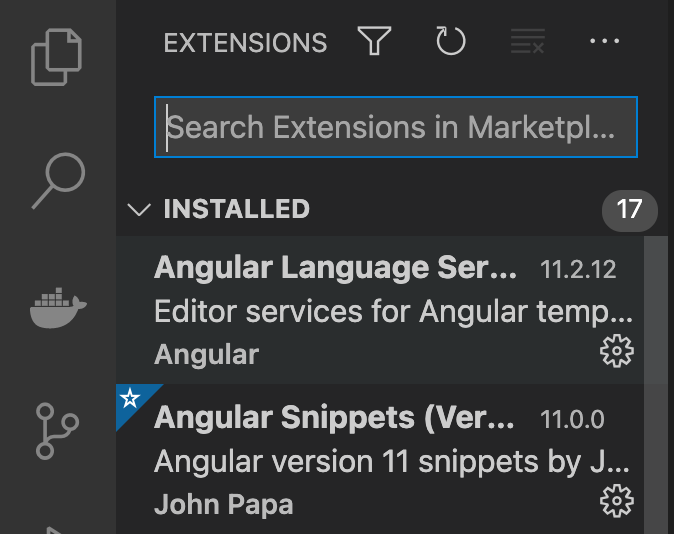 EXTENSIONS
Search Extensions in Marketpl...
INSTALLED 17
Angular Language Ser... 11.2.12
Editor services for Angular temp...
Angular
Angular Snippets (Ver... 11.0.0
Angular version 11 snippets by J...
John Papa